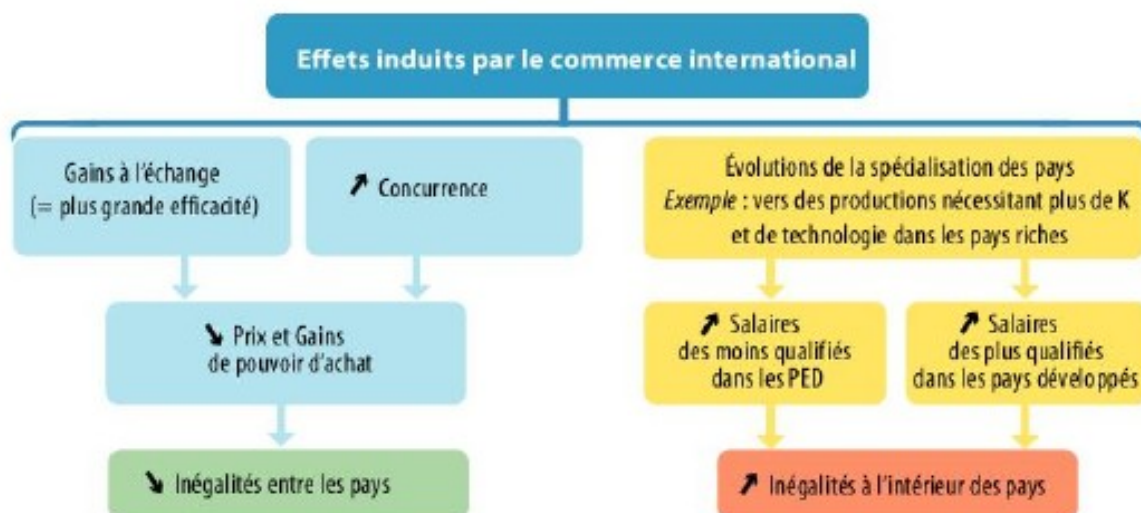 Effets induits par le commerce international
Gains à l'échange
(= plus grande efficacité)
↗ Concurrence
Évolutions de la spécialisation des pays
Exemple : vers des productions nécessitant plus de K
et de technologie dans les pays riches
↘ Prix et Gains
de pouvoir d'achat
↗ Salaires
des moins qualifiés
dans les PED
↗ Salaires
des plus qualifiés
dans les pays développés
↘ Inégalités entre les pays
↗ Inégalités à l'intérieur des pays